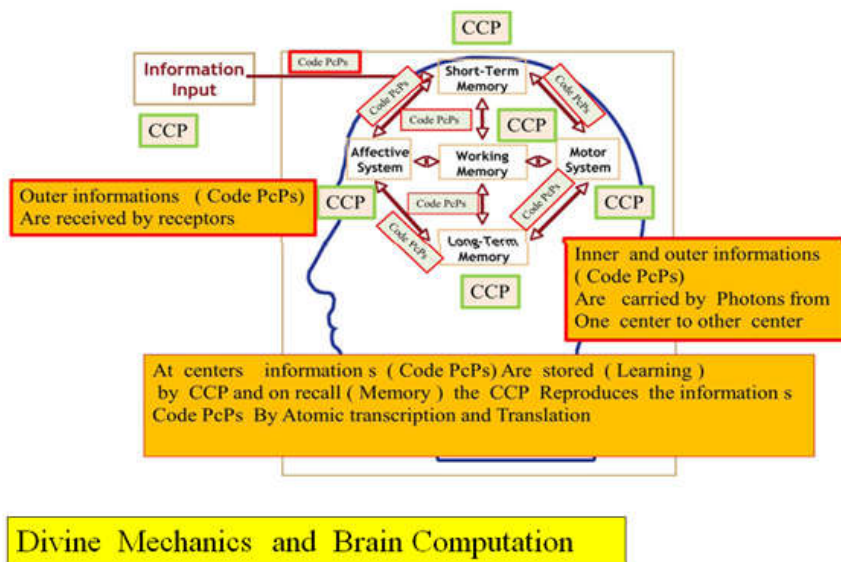 CCP
Code PcPs
Information
Input
Short-Term
Memory
Code PcPs
Code PcPs
CCP
Code PcPs
CCP
Affective
System
Working
Memory
Motor
System
Outer informations ( Code PcPs)
Are received by receptors
CCP
Code PcPs
Code PcPs
Code PcPs
CCP
Long-Term
Memory
CCP
Inner and outer informations
( Code PcPs)
Are carried by Photons from
One center to other center
At centers information s ( Code PcPs) Are stored ( Learning )
by CCP and on recall ( Memory ) the CCP Reproduces the information s
Code PcPs By Atomic transcription and Translation
Divine Mechanics and Brain Computation